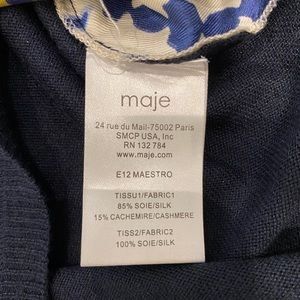 maje
24 rue du Mail-75002 Paris
SMCP USA, Inc
RN 132 784
www.maje.com
E12 MAESTRO
TISSU1/FABRIC1
85% SOIE/SILK
15% CACHEMIRE/CASHEMERE
TISS2/FABRIC2
100% SOIE/SILK